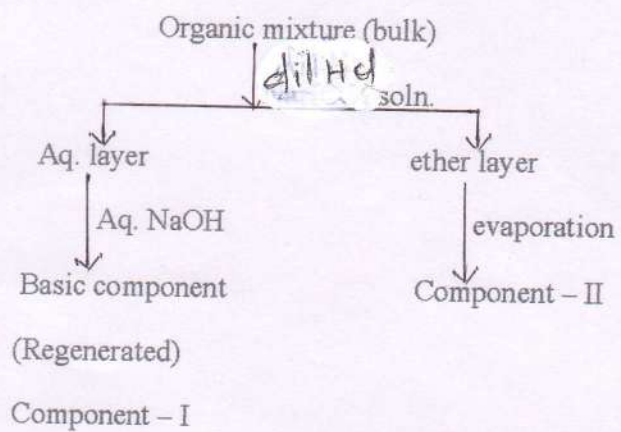 Organic mixture (bulk)
dil Hcl
soln.
Aq. layer
ether layer
Aq. NaOH
evaporation
Basic component
Component – II
(Regenerated)
Component – I